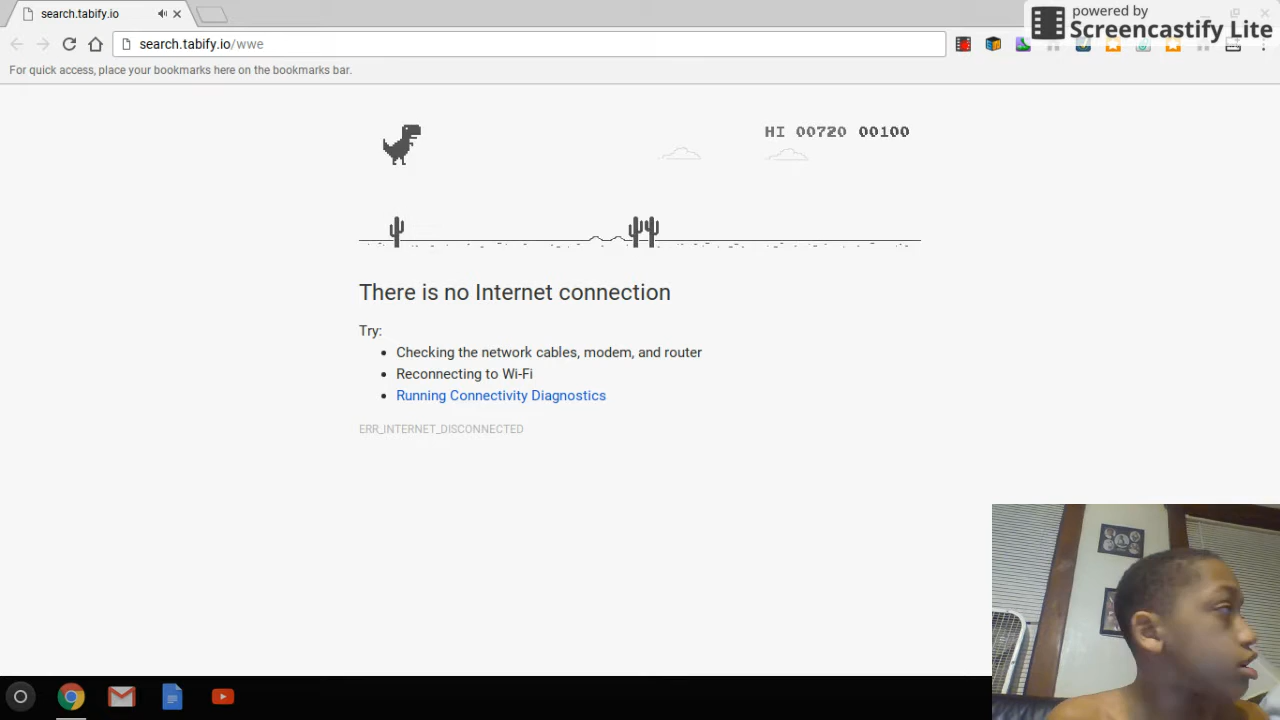 search.tabify.io
powered by
Screencastify Lite
search.tabify.io/wwe
For quick access, place your bookmarks here on the bookmarks bar.
HI 00720 00100
There is no Internet connection
Try:
Checking the network cables, modem, and router
Reconnecting to Wi-Fi
Running Connectivity Diagnostics
ERR_INTERNET_DISCONNECTED